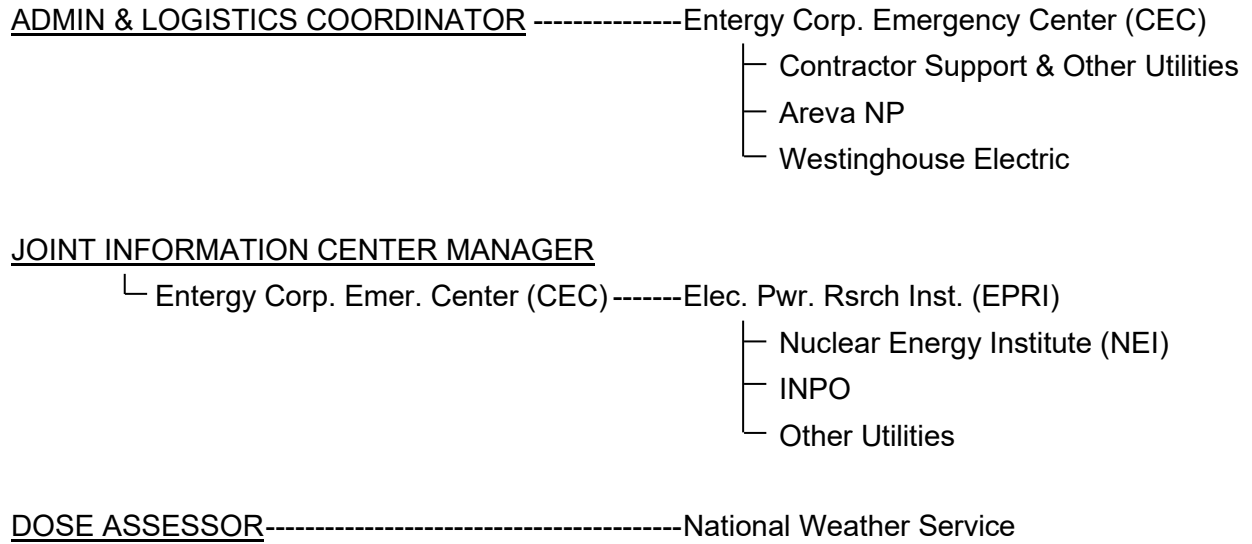 ADMIN & LOGISTICS COORDINATOR ---------------Entergy Corp. Emergency Center (CEC)
Contractor Support & Other Utilities
Areva NP
Westinghouse Electric
JOINT INFORMATION CENTER MANAGER
Entergy Corp. Emer. Center (CEC) -------Elec. Pwr. Rsrch Inst. (EPRI)
Nuclear Energy Institute (NEI)
INPO
Other Utilities
DOSE ASSESSOR------------------------------------------National Weather Service